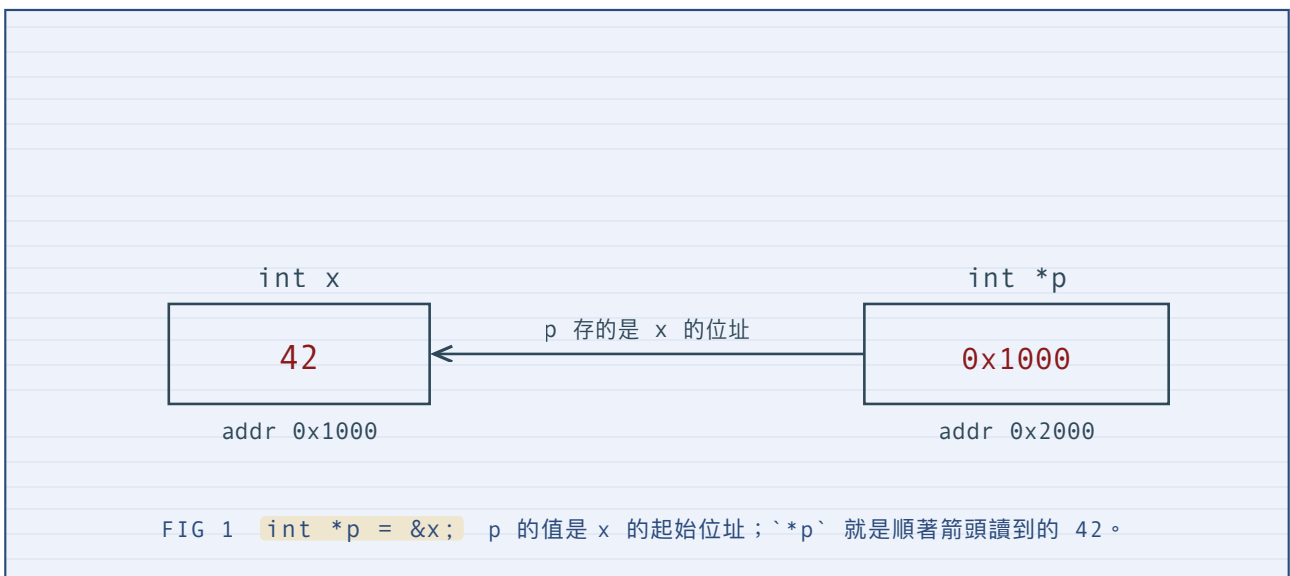 int x
int *p
p 存的是 x 的位址
42
0x1000
addr 0x1000
addr 0x2000
FIG 1 int *p = &x; p 的值是 x 的起始位址；`*p` 就是順著箭頭讀到的 42。